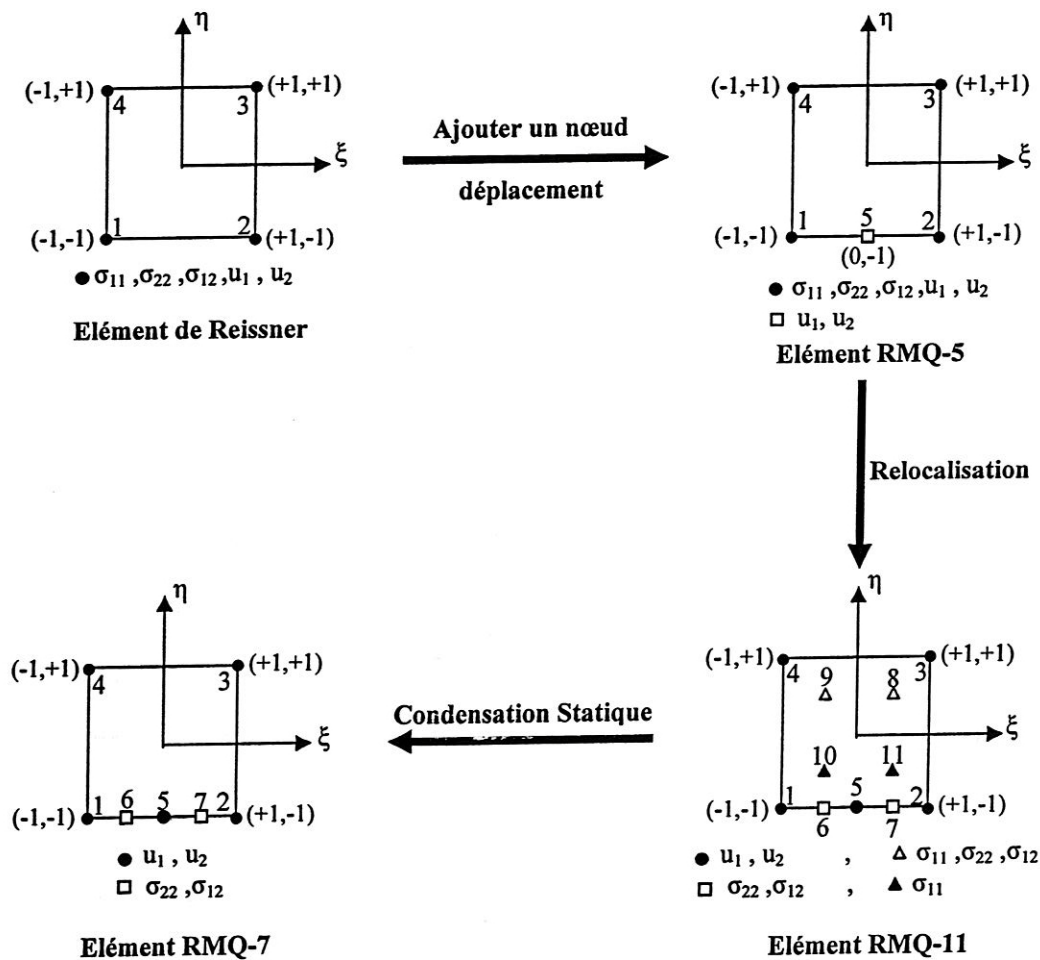 η
(-1,+1)
(+1,+1)
4
3
ξ
(-1,-1)
1
2
(+1,-1)
σ11 ,σ22 ,σ12 ,u1 , u2
Elément de Reissner
Ajouter un nœud
déplacement
η
(-1,+1)
(+1,+1)
4
3
ξ
(-1,-1)
1
5
2
(+1,-1)
(0,-1)
σ11 ,σ22 ,σ12 ,u1 , u2
u1, u2
Elément RMQ-5
Relocalisation
η
(-1,+1)
(+1,+1)
4
9
8
3
ξ
10
11
(-1,-1)
1
5
2
(+1,-1)
6
7
u1 , u2 , σ11 ,σ22 ,σ12
σ22 ,σ12 , σ11
Elément RMQ-11
Condensation Statique
η
(-1,+1)
(+1,+1)
4
3
ξ
(-1,-1)
1
6
5
7
2
(+1,-1)
u1 , u2
σ22 ,σ12
Elément RMQ-7